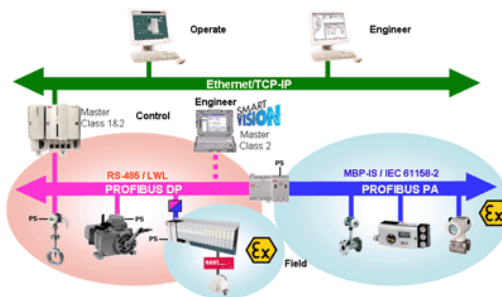 Operate
Engineer
Ethernet/TCP-IP
Master
Class 1&2
Control
Engineer
SMART
VISION
Master
Class 2
PS
RS-485 / LWL
MBP-IS / IEC 61158-2
PROFIBUS DP
PROFIBUS PA
PS
PS
PS
Ex
Ex
Field